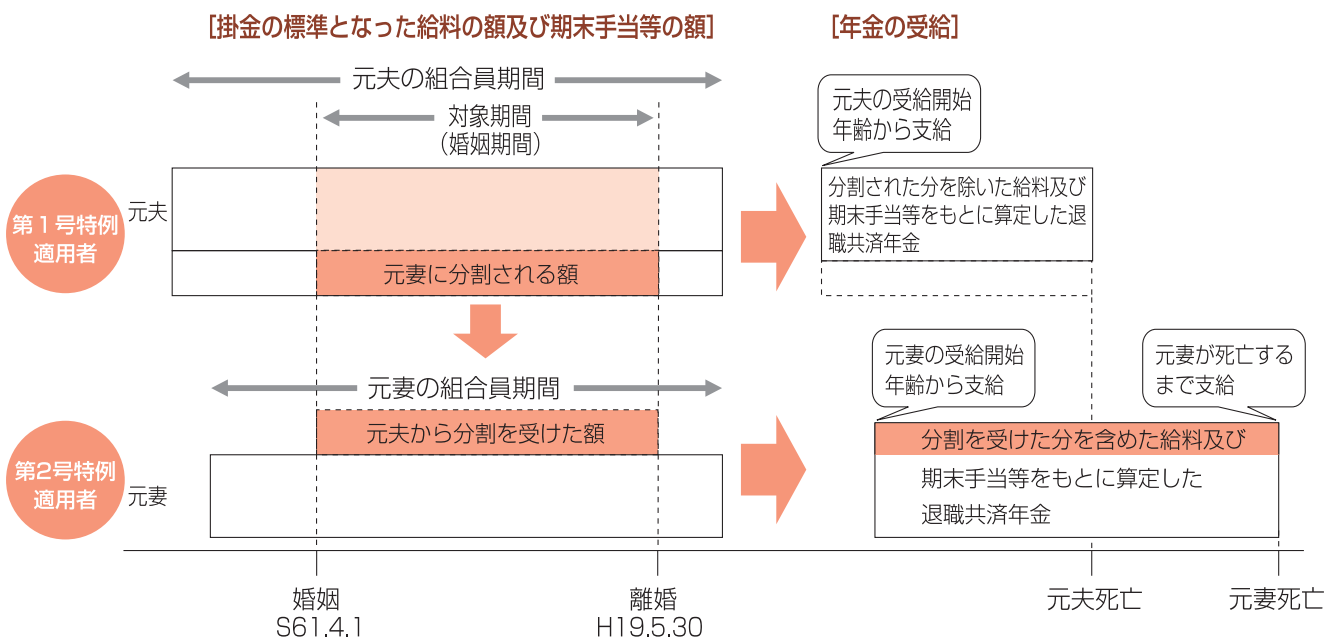 [掛金の標準となった給料の額及び期末手当等の額]
[年金の受給]
元夫の組合員期間
対象期間
(婚姻期間)
元夫の受給開始
年齢から支給
第1号特例
適用者
元夫
元妻に分割される額
分割された分を除いた給料及び
期末手当等をもとに算定した退
職共済年金
元妻の組合員期間
元妻の受給開始
年齢から支給
元妻が死亡する
まで支給
第2号特例
適用者
元妻
元夫から分割を受けた額
分割を受けた分を含めた給料及び
期末手当等をもとに算定した
退職共済年金
婚姻
S61.4.1
離婚
H19.5.30
元夫死亡
元妻死亡